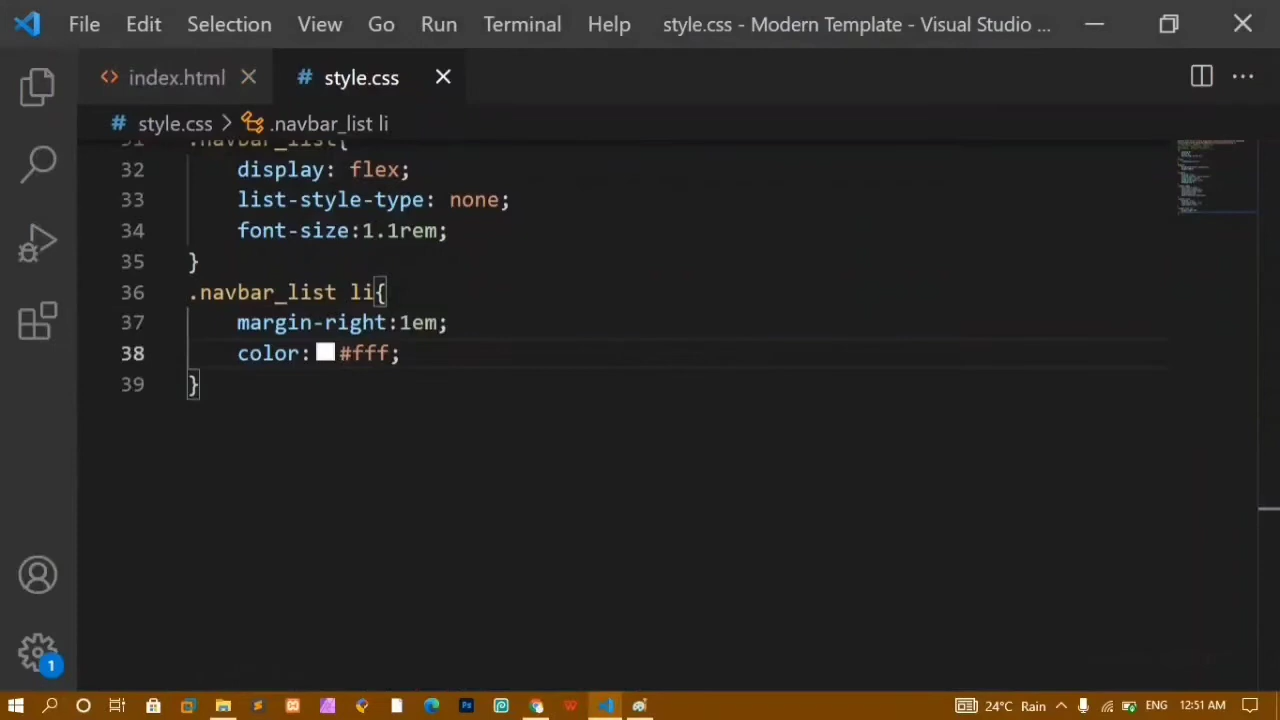 File Edit Selection View Go Run Terminal Help style.css - Modern Template - Visual Studio ...
index.html style.css
style.css > .navbar_list li
31 .navbar_list{
32 display: flex;
33 list-style-type: none;
34 font-size:1.1rem;
35 }
36 .navbar_list li{
37 margin-right:1em;
38 color: #fff;
39 }
1
24°C Rain ENG 12:51 AM